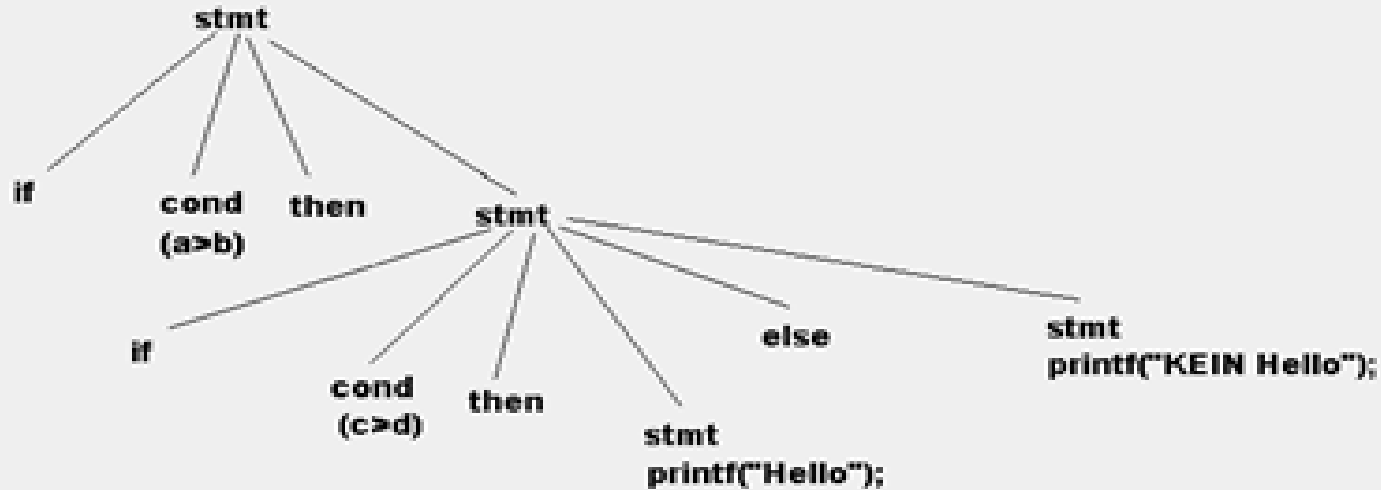 stmt
if
cond then
(a>b)
stmt
if
cond
(c>d)
then
stmt
printf("Hello");
else
stmt
printf("KEIN Hello");